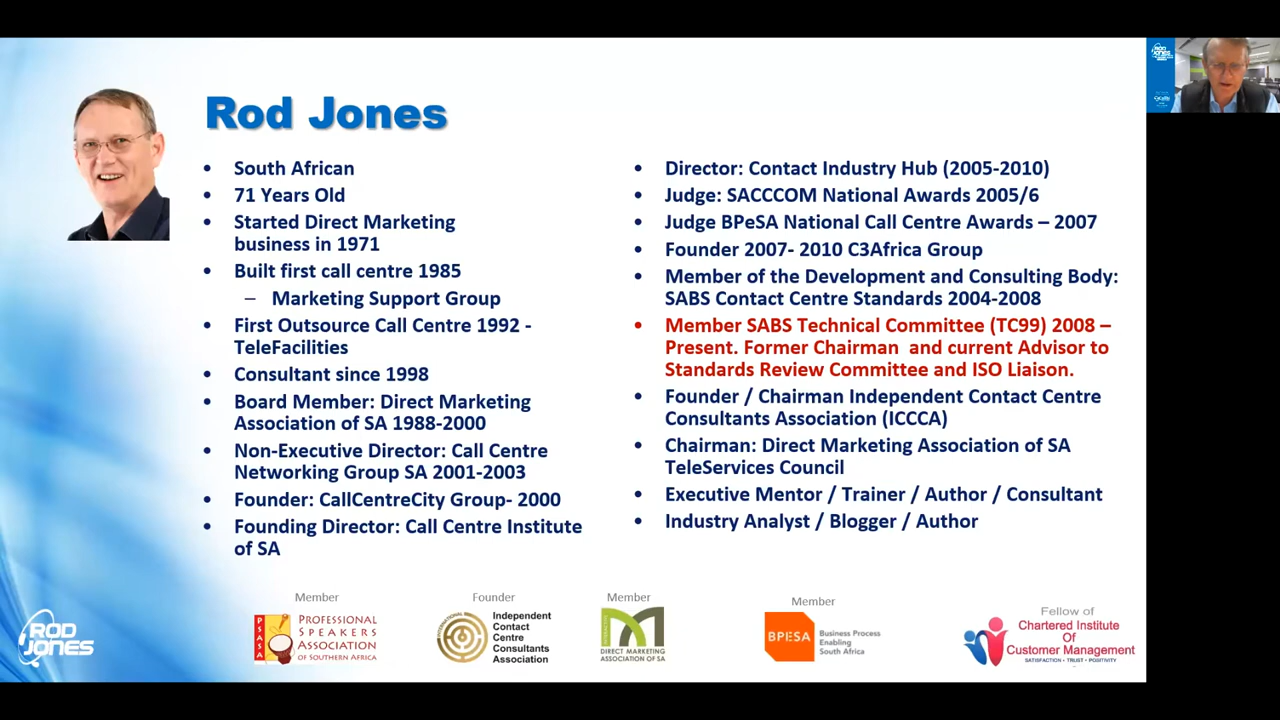 Rod Jones
• South African
• 71 Years Old
• Started Direct Marketing
business in 1971
• Built first call centre 1985
– Marketing Support Group
• First Outsource Call Centre 1992 -
TeleFacilities
• Consultant since 1998
• Board Member: Direct Marketing
Association of SA 1988-2000
• Non-Executive Director: Call Centre
Networking Group SA 2001-2003
• Founder: CallCentreCity Group- 2000
• Founding Director: Call Centre Institute
of SA
• Director: Contact Industry Hub (2005-2010)
• Judge: SACCCOM National Awards 2005/6
• Judge BPeSA National Call Centre Awards – 2007
• Founder 2007- 2010 C3Africa Group
• Member of the Development and Consulting Body:
SABS Contact Centre Standards 2004-2008
• Member SABS Technical Committee (TC99) 2008 –
Present. Former Chairman and current Advisor to
Standards Review Committee and ISO Liaison.
• Founder / Chairman Independent Contact Centre
Consultants Association (ICCCA)
• Chairman: Direct Marketing Association of SA
TeleServices Council
• Executive Mentor / Trainer / Author / Consultant
• Industry Analyst / Blogger / Author
ROD
JONES
Member
PSASA
PROFESSIONAL
SPEAKERS
ASSOCIATION
OF SOUTHERN AFRICA
Founder
INTERNATIONAL
Independent
Contact
Centre
Consultants
Association
Member
INTERACTIVE
DIRECT MARKETING
ASSOCIATION OF SA
Member
BPESA
Business Process
Enabling
South Africa
Fellow of
Chartered Institute
Of
Customer Management
SATISFACTION • TRUST • POSITIVITY
ROD
JONES